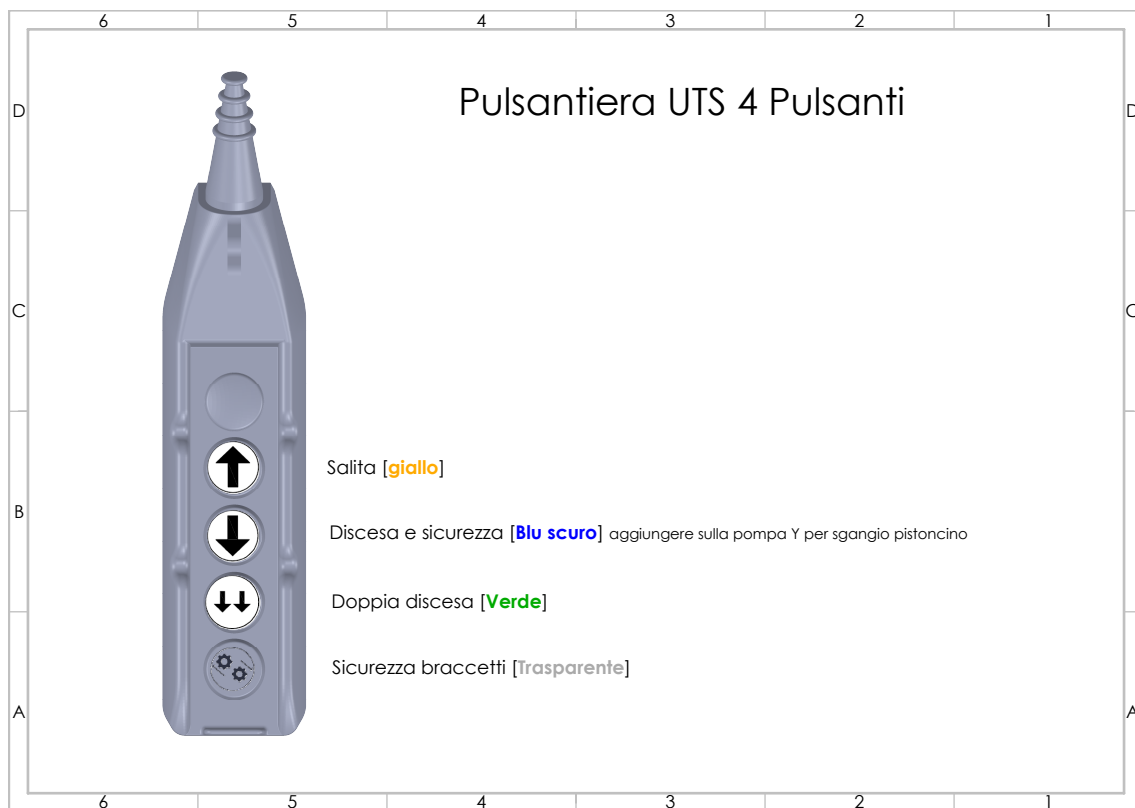 6 5 4 3 2 1
Pulsantiera UTS 4 Pulsanti
D D
C C
Salita [giallo]
B B
Discesa e sicurezza [Blu scuro] aggiungere sulla pompa Y per sgangio pistoncino
Doppia discesa [Verde]
Sicurezza braccetti [Trasparente]
A A
6 5 4 3 2 1